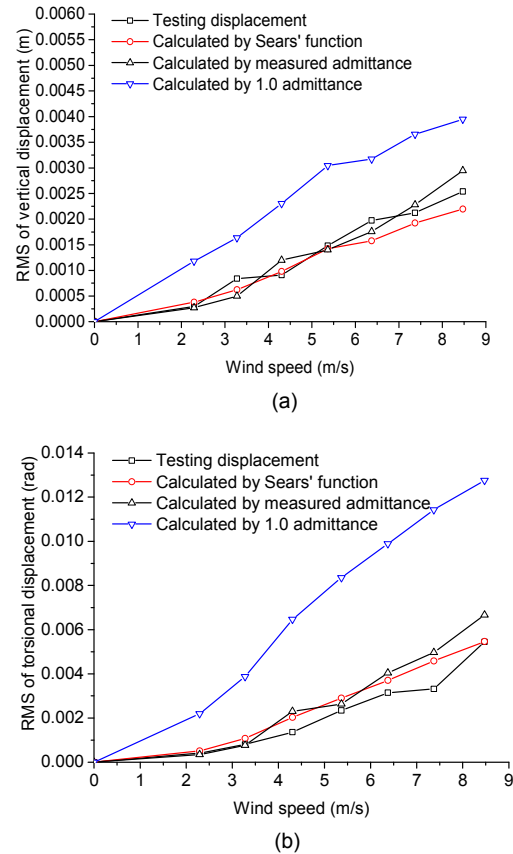 (a)
RMS of vertical displacement (m)
0.0060
0.0055
0.0050
0.0045
0.0040
0.0035
0.0030
0.0025
0.0020
0.0015
0.0010
0.0005
0.0000
Testing displacement
Calculated by Sears' function
Calculated by measured admittance
Calculated by 1.0 admittance
0 1 2 3 4 5 6 7 8 9
Wind speed (m/s)
(a)
RMS of torsional displacement (rad)
0.014
0.012
0.010
0.008
0.006
0.004
0.002
0.000
Testing displacement
Calculated by Sears' function
Calculated by measured admittance
Calculated by 1.0 admittance
0 1 2 3 4 5 6 7 8 9
Wind speed (m/s)
(b)